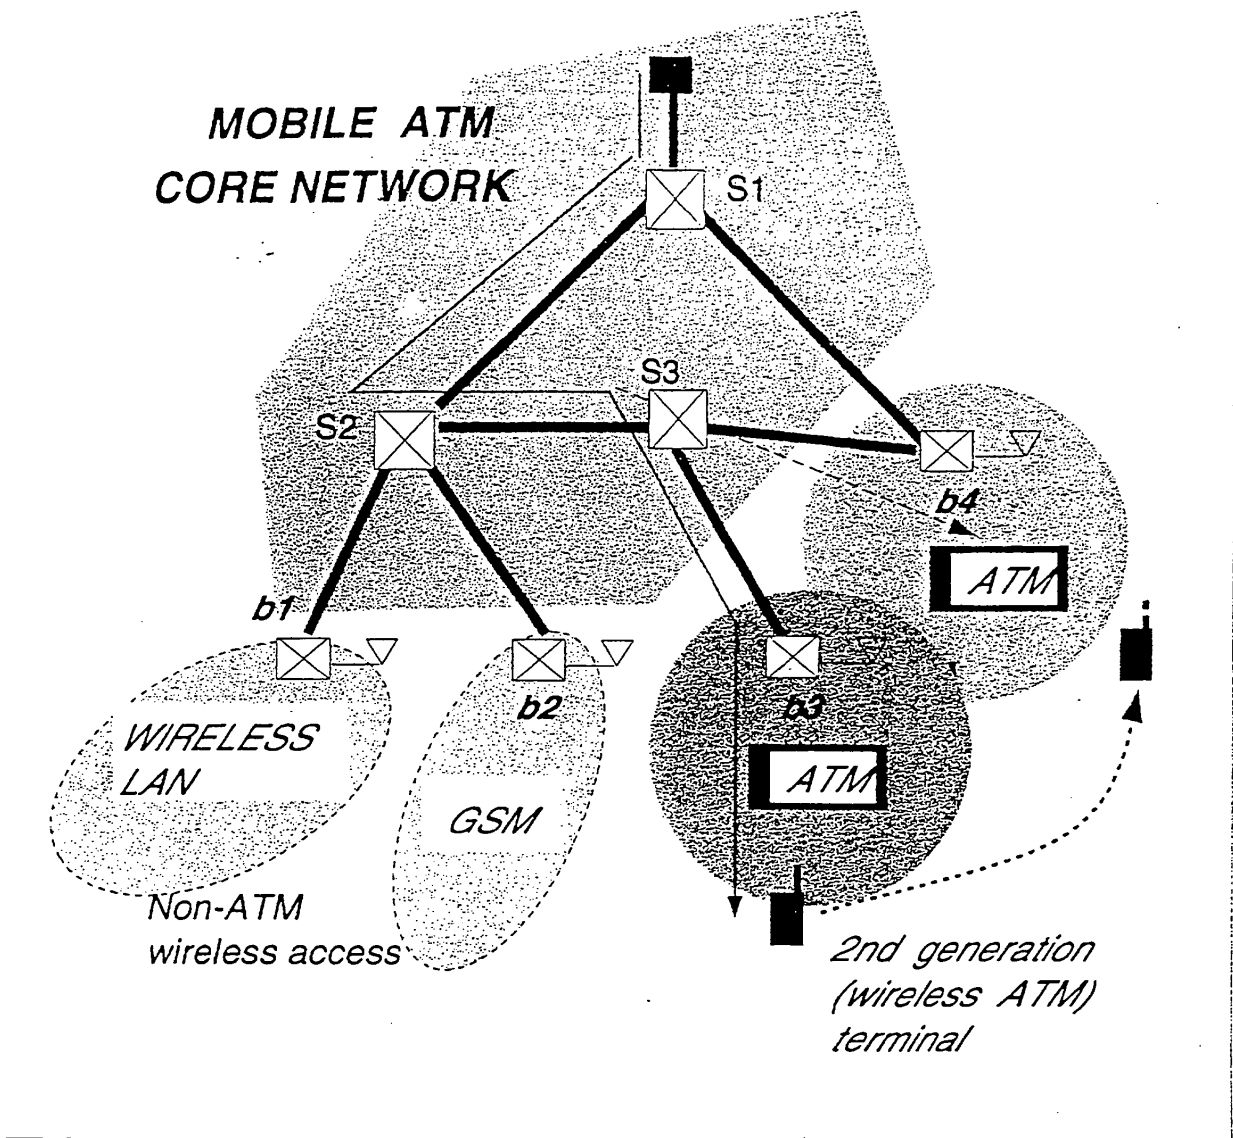 MOBILE ATM
CORE NETWORK
S1
S3
S2
b4
ATM
b1
b2
b3
WIRELESS
LAN
ATM
GSM
Non-ATM
wireless access
2nd generation
(wireless ATM)
terminal